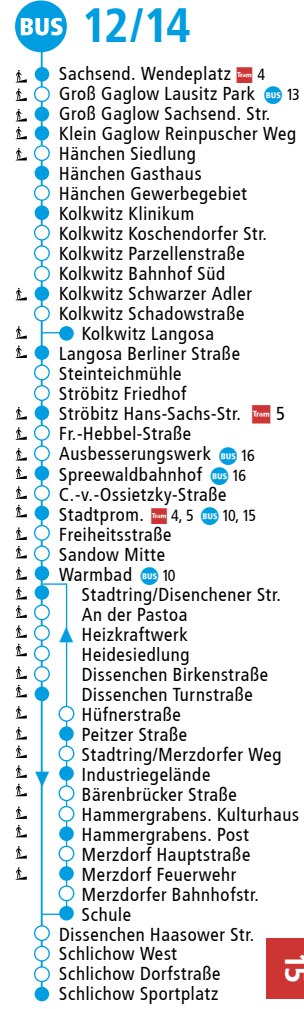 BUS 12/14
Sachsend. Wendeplatz Tram 4
Groß Gaglow Lausitz Park BUS 13
Groß Gaglow Sachsend. Str.
Klein Gaglow Reinpuscher Weg
Hänchen Siedlung
Hänchen Gasthaus
Hänchen Gewerbegebiet
Kolkwitz Klinikum
Kolkwitz Koschendorfer Str.
Kolkwitz Parzellenstraße
Kolkwitz Bahnhof Süd
Kolkwitz Schwarzer Adler
Kolkwitz Schadowstraße
Kolkwitz Langosa
Langosa Berliner Straße
Steinteichmühle
Ströbitz Friedhof
Ströbitz Hans-Sachs-Str. Tram 5
Fr.-Hebbel-Straße
Ausbesserungswerk BUS 16
Spreewaldbahnhof BUS 16
C.-v.-Ossietzky-Straße
Stadtprom. Tram 4, 5 BUS 10, 15
Freiheitsstraße
Sandow Mitte
Warmbad BUS 10
Stadtring/Disenchener Str.
An der Pastoa
Heizkraftwerk
Heidesiedlung
Dissenchen Birkenstraße
Dissenchen Turnstraße
Hüfnerstraße
Peitzer Straße
Stadtring/Merzdorfer Weg
Industriegelände
Bärenbrücker Straße
Hammergrabens. Kulturhaus
Hammergrabens. Post
Merzdorf Hauptstraße
Merzdorf Feuerwehr
Merzdorfer Bahnhofstr.
Schule
Dissenchen Haasower Str.
Schlichow West
Schlichow Dorfstraße
Schlichow Sportplatz
15